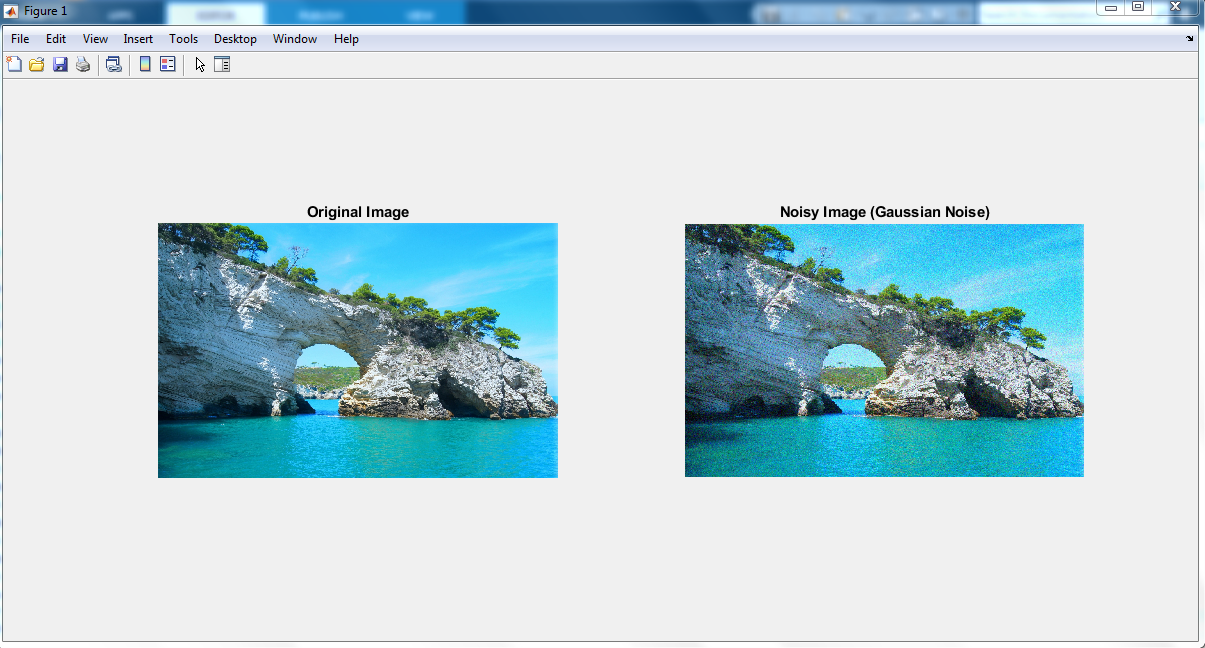 Figure 1
File Edit View Insert Tools Desktop Window Help
Original Image
Noisy Image (Gaussian Noise)